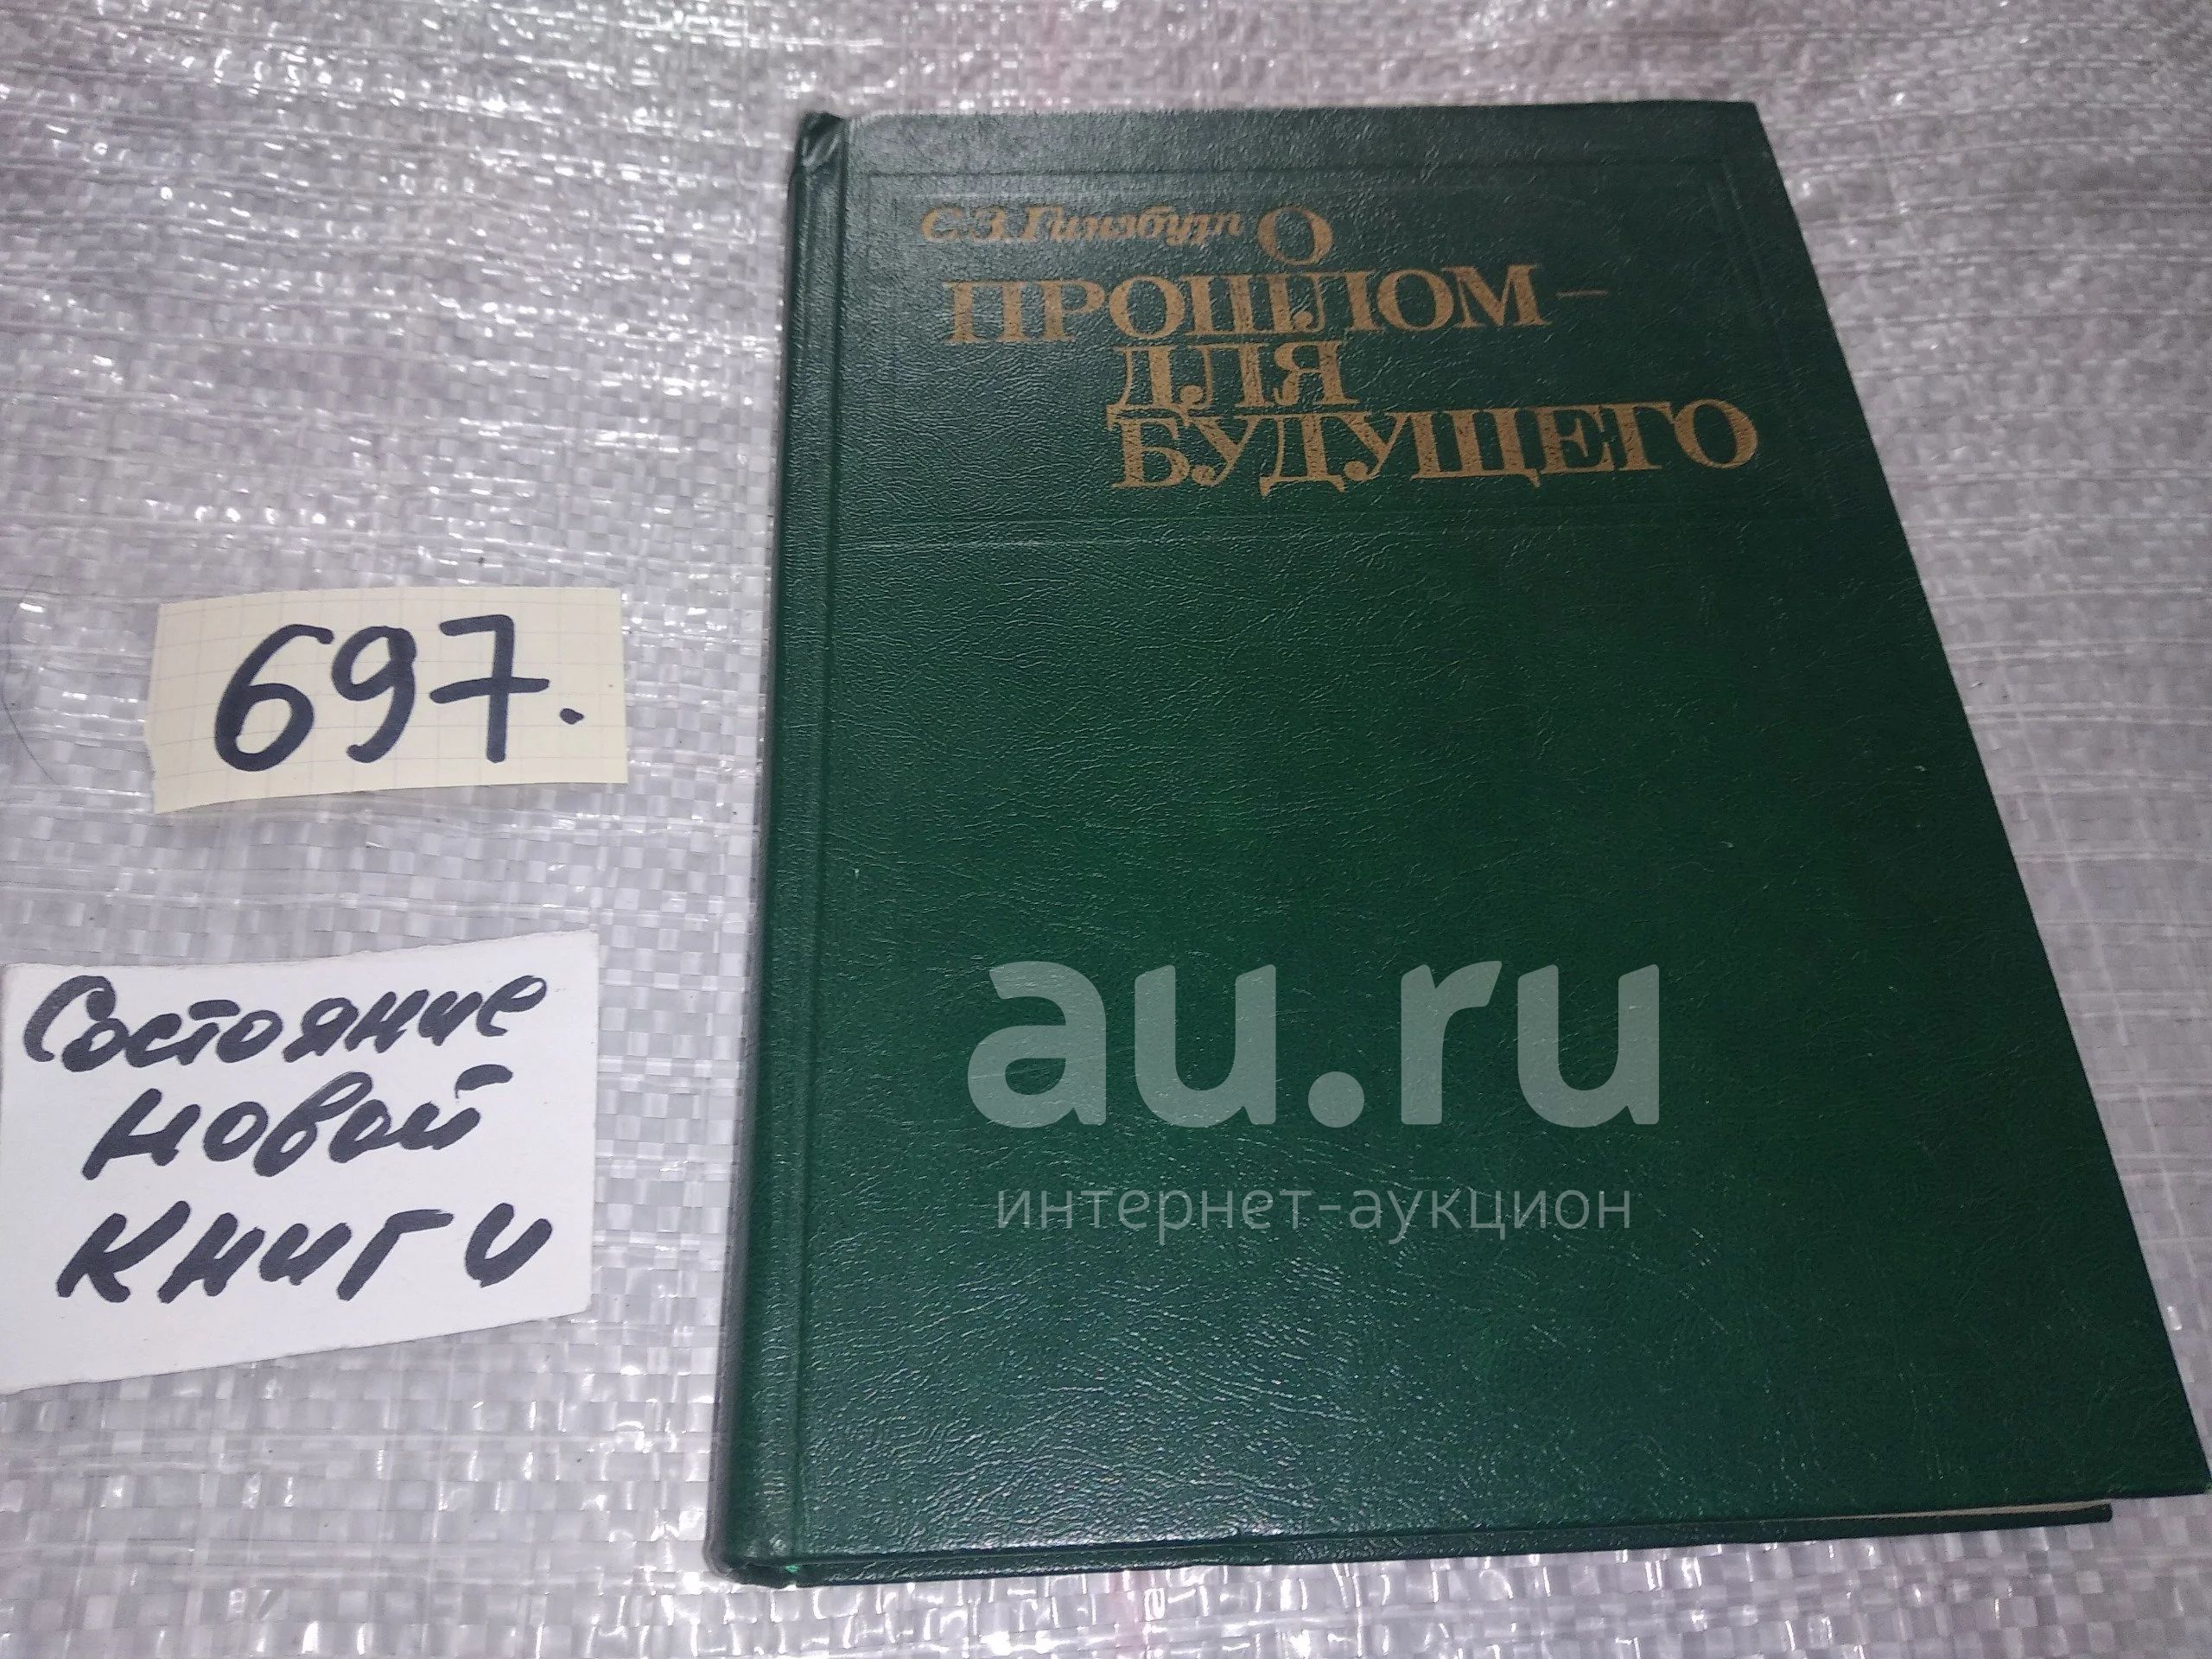 С.З.Гинзбург О
ПРОШЛОМ–
ДЛЯ
БУДУЩЕГО
697.
Состояние
новой
книги
au.ru
интернет-аукцион